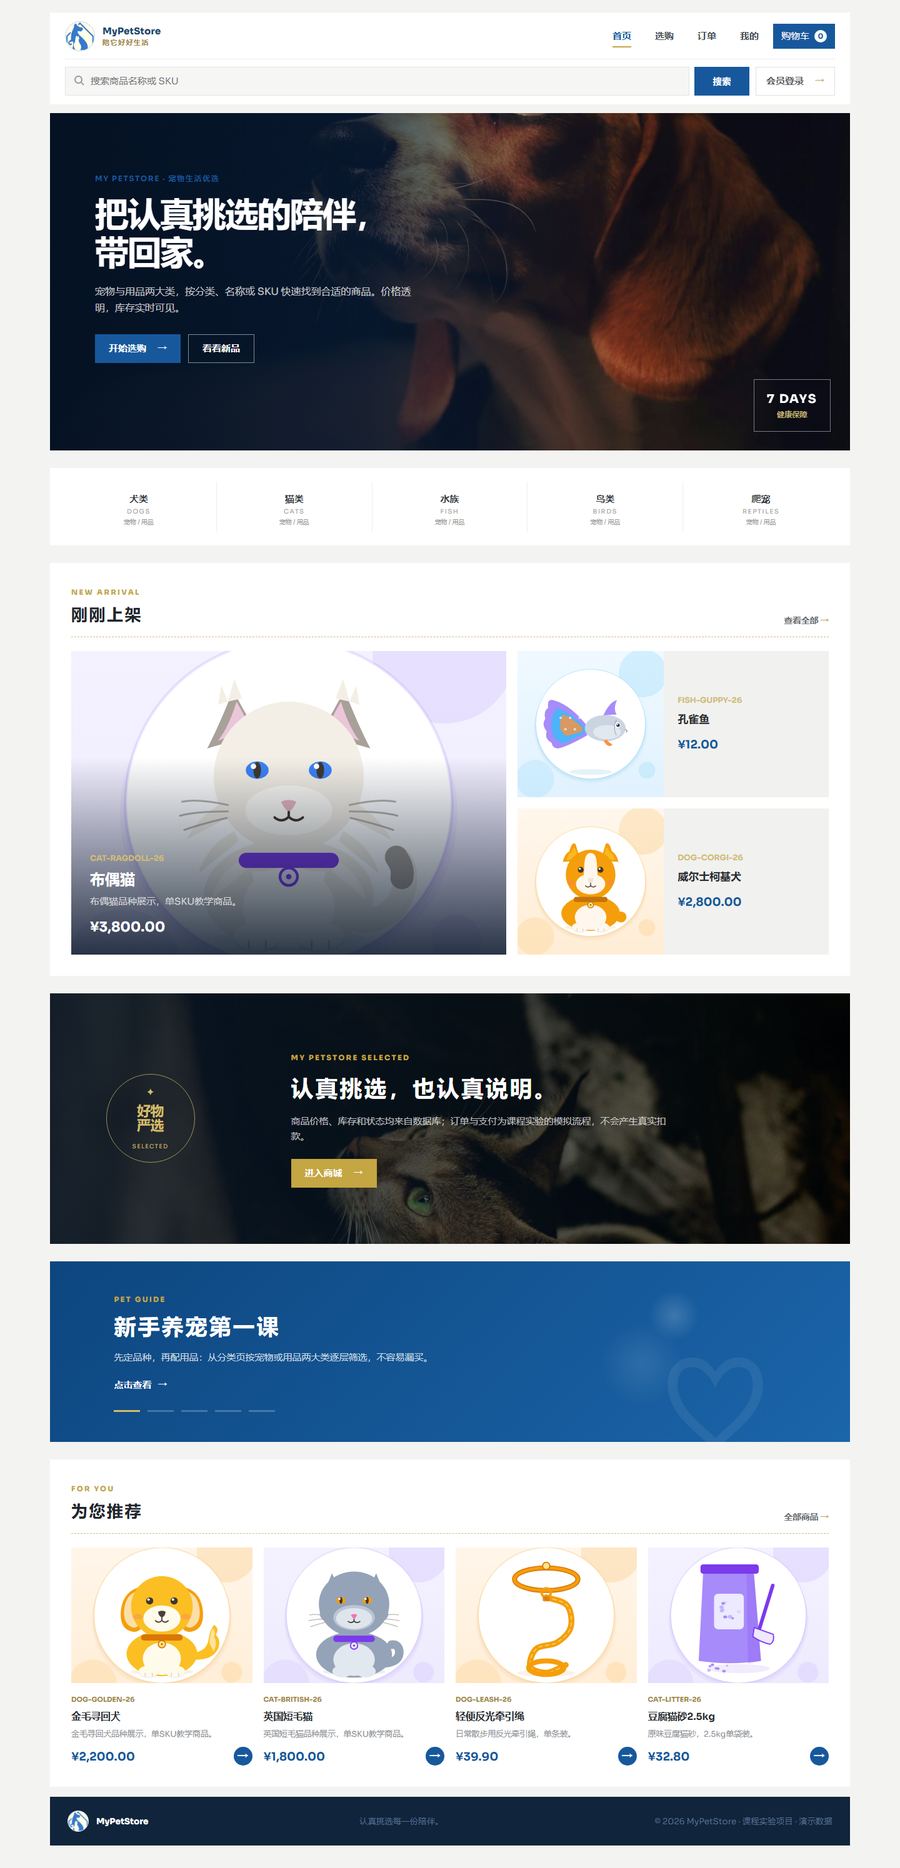 MyPetStore
陪它好好生活
首页
选购
订单
我的
购物车 0
搜索商品名称或 SKU
搜索
会员登录 →
MY PETSTORE · 宠物生活优选
把认真挑选的陪伴，
带回家。
宠物与用品两大类，按分类、名称或 SKU 快速找到合适的商品。价格透
明，库存实时可见。
开始选购 →
看看新品
7 DAYS
健康保障
犬类
DOGS
宠物 / 用品
猫类
CATS
宠物 / 用品
水族
FISH
宠物 / 用品
鸟类
BIRDS
宠物 / 用品
爬宠
REPTILES
宠物 / 用品
NEW ARRIVAL
刚刚上架
查看全部 →
CAT-RAGDOLL-26
布偶猫
布偶猫品种展示，单SKU教学商品。
¥3,800.00
FISH-GUPPY-26
孔雀鱼
¥12.00
DOG-CORGI-26
威尔士柯基犬
¥2,800.00
好物
严选
SELECTED
MY PETSTORE SELECTED
认真挑选，也认真说明。
商品价格、库存和状态均来自数据库；订单与支付为课程实验的模拟流程，不会产生真实扣
款。
进入商城 →
PET GUIDE
新手养宠第一课
先定品种，再配用品：从分类页按宠物或用品两大类逐层筛选，不容易漏买。
点击查看 →
FOR YOU
为您推荐
全部商品 →
DOG-GOLDEN-26
金毛寻回犬
金毛寻回犬品种展示，单SKU教学商品。
¥2,200.00
CAT-BRITISH-26
英国短毛猫
英国短毛猫品种展示，单SKU教学商品。
¥1,800.00
DOG-LEASH-26
轻便反光牵引绳
日常散步用反光牵引绳，单条装。
¥39.90
CAT-LITTER-26
豆腐猫砂2.5kg
原味豆腐猫砂，2.5kg单袋装。
¥32.80
MyPetStore
认真挑选每一份陪伴。
© 2026 MyPetStore · 课程实验项目 · 演示数据